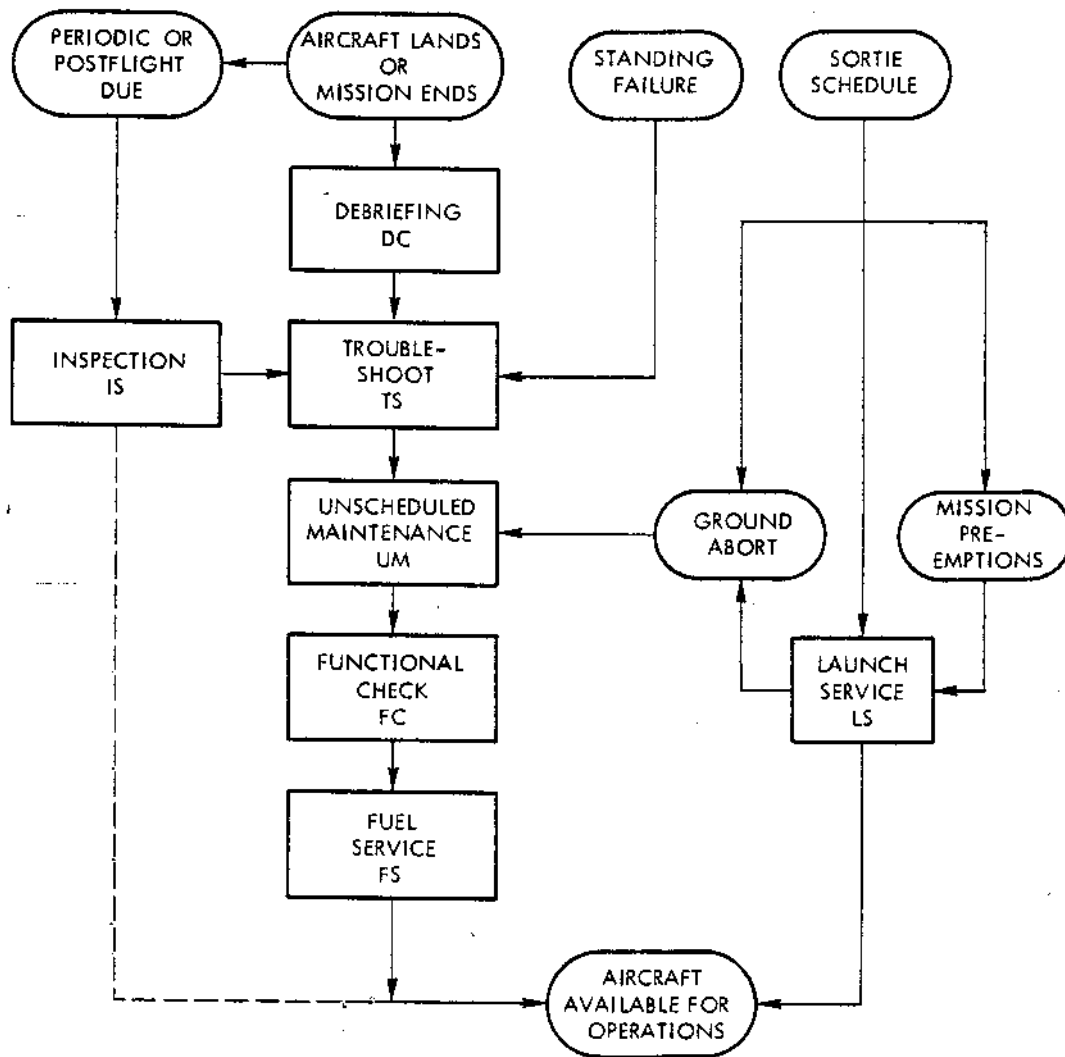 PERIODIC OR
POSTFLIGHT
DUE
AIRCRAFT LANDS
OR
MISSION ENDS
STANDING
FAILURE
SORTIE
SCHEDULE
DEBRIEFING
DC
INSPECTION
IS
TROUBLE-
SHOOT
TS
UNSCHEDULED
MAINTENANCE
UM
GROUND
ABORT
MISSION
PRE-
EMPTIONS
FUNCTIONAL
CHECK
FC
LAUNCH
SERVICE
LS
FUEL
SERVICE
FS
AIRCRAFT
AVAILABLE FOR
OPERATIONS